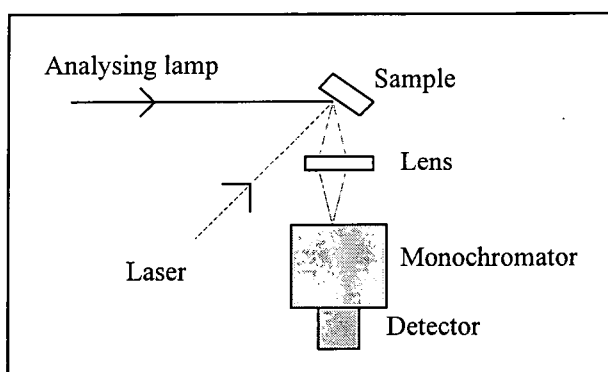 Analysing lamp
Sample
Lens
Laser
Monochromator
Detector